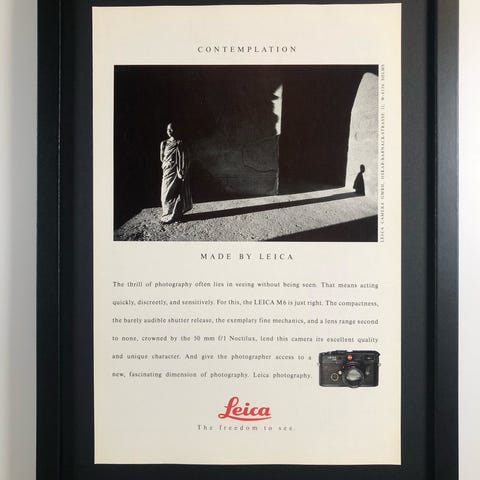 CONTEMPLATION
LEICA CAMERA GMBH, OSKAR-BARNACK-STRASSE 11, W-6336 SOLMS
MADE BY LEICA
The thrill of photography often lies in seeing without being seen. That means acting
quickly, discreetly, and sensitively. For this, the LEICA M6 is just right. The compactness,
the barely audible shutter release, the exemplary fine mechanics, and a lens range second
to none, crowned by the 50 mm f/1 Noctilux, lend this camera its excellent quality
and unique character. And give the photographer access to a
new, fascinating dimension of photography. Leica photography.
Leica
The freedom to see.